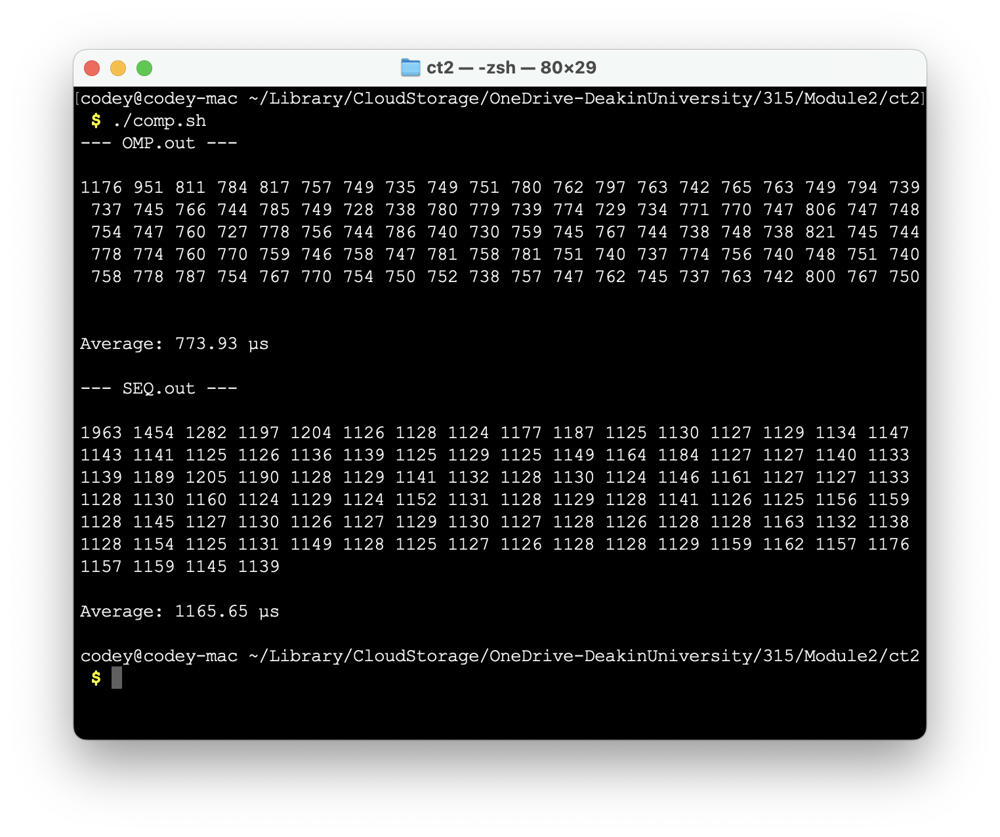 ct2 — -zsh — 80×29
[codey@codey-mac ~/Library/CloudStorage/OneDrive-DeakinUniversity/315/Module2/ct2]
$ ./comp.sh
--- OMP.out ---
1176 951 811 784 817 757 749 735 749 751 780 762 797 763 742 765 763 749 794 739
737 745 766 744 785 749 728 738 780 779 739 774 729 734 771 770 747 806 747 748
754 747 760 727 778 756 744 786 740 730 759 745 767 744 738 748 738 821 745 744
778 774 760 770 759 746 758 747 781 758 781 751 740 737 774 756 740 748 751 740
758 778 787 754 767 770 754 750 752 738 757 747 762 745 737 763 742 800 767 750
Average: 773.93 µs
--- SEQ.out ---
1963 1454 1282 1197 1204 1126 1128 1124 1177 1187 1125 1130 1127 1129 1134 1147
1143 1141 1125 1126 1136 1139 1125 1129 1125 1149 1164 1184 1127 1127 1140 1133
1139 1189 1205 1190 1128 1129 1141 1132 1128 1130 1124 1146 1161 1127 1127 1133
1128 1130 1160 1124 1129 1124 1152 1131 1128 1129 1128 1141 1126 1125 1156 1159
1128 1145 1127 1130 1126 1127 1129 1130 1127 1128 1126 1128 1128 1163 1132 1138
1128 1154 1125 1131 1149 1128 1125 1127 1126 1128 1128 1129 1159 1162 1157 1176
1157 1159 1145 1139
Average: 1165.65 µs
codey@codey-mac ~/Library/CloudStorage/OneDrive-DeakinUniversity/315/Module2/ct2
$